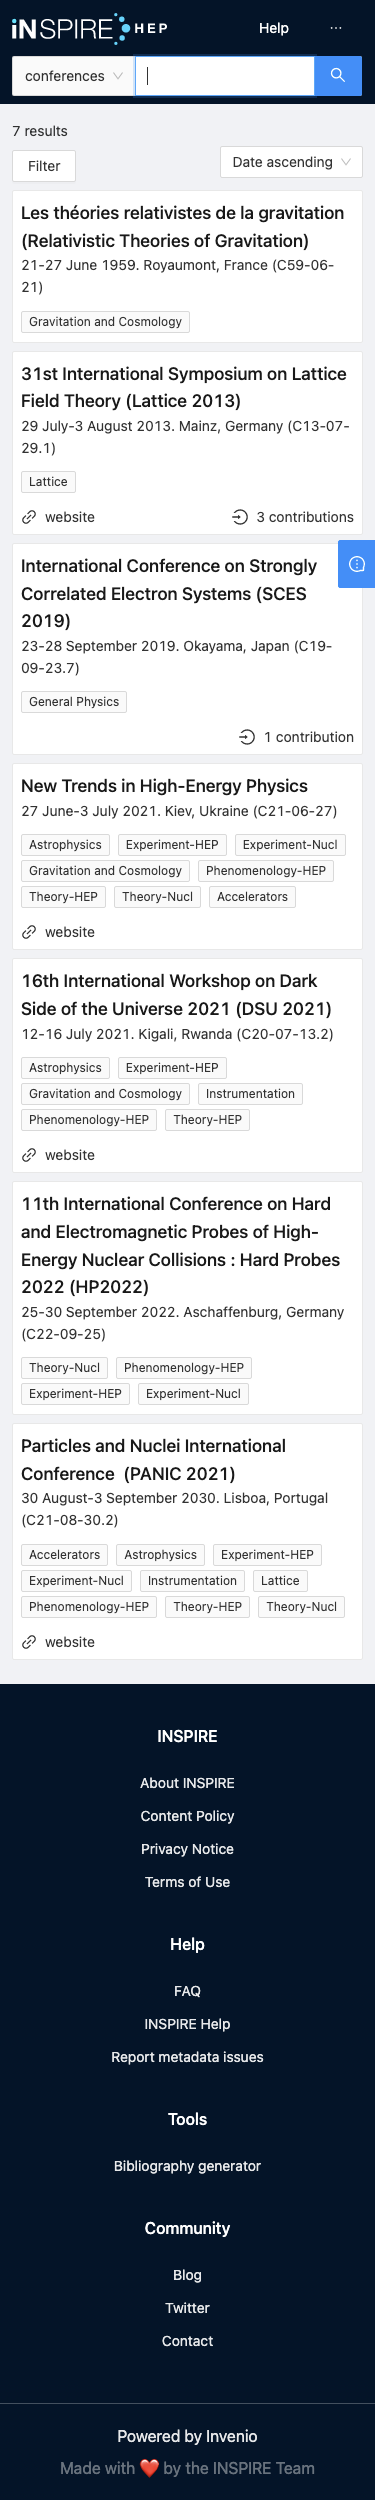 iNSPIRE HEP
Help
···
conferences
7 results
Filter
Date ascending
Les théories relativistes de la gravitation
(Relativistic Theories of Gravitation)
21-27 June 1959. Royaumont, France (C59-06-
21)
Gravitation and Cosmology
31st International Symposium on Lattice
Field Theory (Lattice 2013)
29 July-3 August 2013. Mainz, Germany (C13-07-
29.1)
Lattice
website 3 contributions
International Conference on Strongly
Correlated Electron Systems (SCES
2019)
23-28 September 2019. Okayama, Japan (C19-
09-23.7)
General Physics
1 contribution
New Trends in High-Energy Physics
27 June-3 July 2021. Kiev, Ukraine (C21-06-27)
Astrophysics Experiment-HEP Experiment-Nucl
Gravitation and Cosmology Phenomenology-HEP
Theory-HEP Theory-Nucl Accelerators
website
16th International Workshop on Dark
Side of the Universe 2021 (DSU 2021)
12-16 July 2021. Kigali, Rwanda (C20-07-13.2)
Astrophysics Experiment-HEP
Gravitation and Cosmology Instrumentation
Phenomenology-HEP Theory-HEP
website
11th International Conference on Hard
and Electromagnetic Probes of High-
Energy Nuclear Collisions : Hard Probes
2022 (HP2022)
25-30 September 2022. Aschaffenburg, Germany
(C22-09-25)
Theory-Nucl Phenomenology-HEP
Experiment-HEP Experiment-Nucl
Particles and Nuclei International
Conference (PANIC 2021)
30 August-3 September 2030. Lisboa, Portugal
(C21-08-30.2)
Accelerators Astrophysics Experiment-HEP
Experiment-Nucl Instrumentation Lattice
Phenomenology-HEP Theory-HEP Theory-Nucl
website
INSPIRE
About INSPIRE
Content Policy
Privacy Notice
Terms of Use
Help
FAQ
INSPIRE Help
Report metadata issues
Tools
Bibliography generator
Community
Blog
Twitter
Contact
Powered by Invenio
Made with ❤️ by the INSPIRE Team